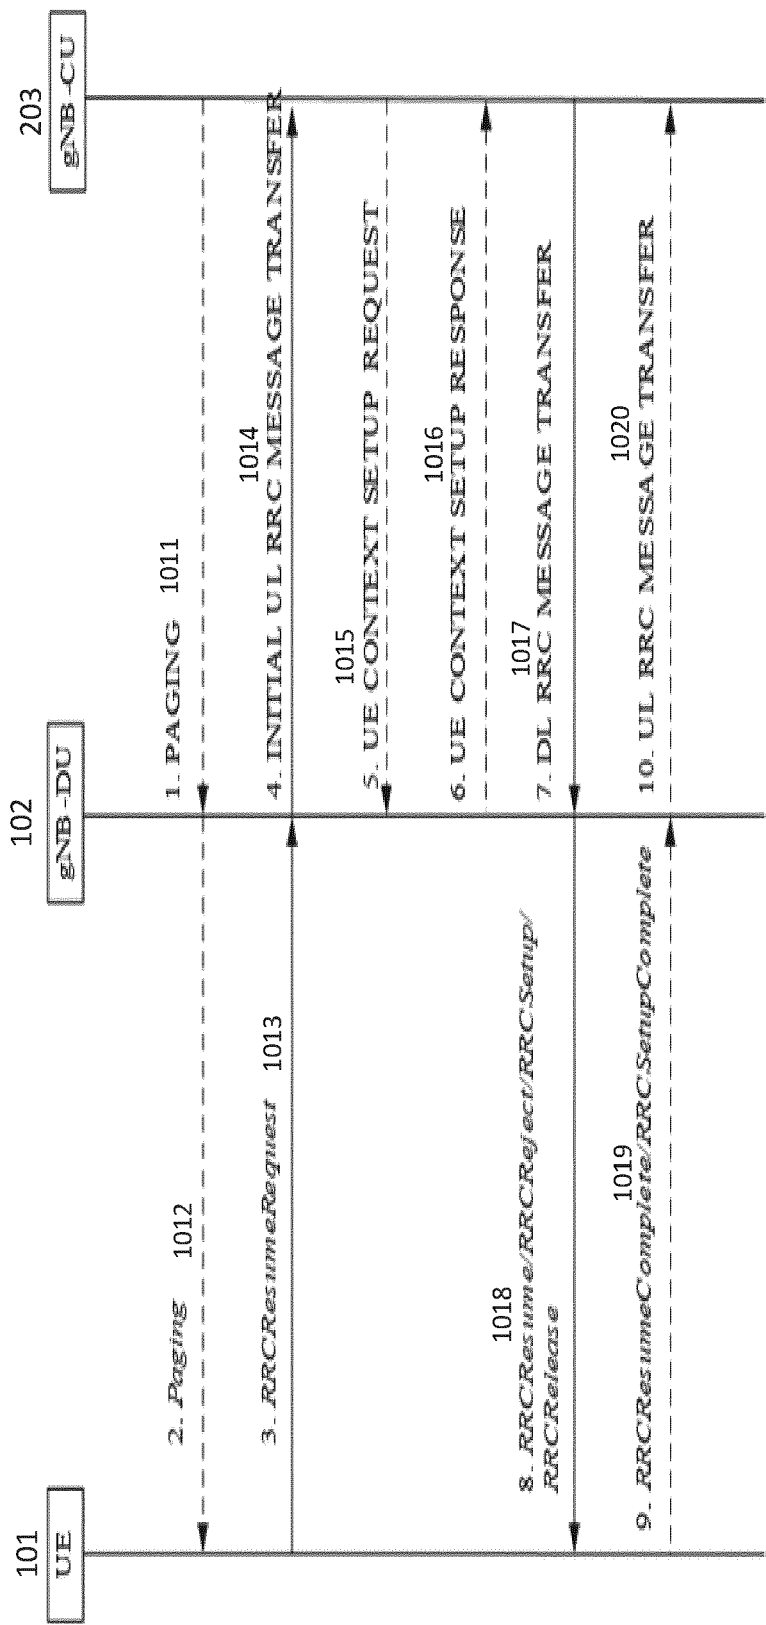 101
UE
102
gNB-DU
203
gNB-CU
1. PAGING 1011
2. Paging 1012
3. RRCResumeRequest 1013
1014
4. INITIAL UL RRC MESSAGE TRANSFER
1015
5. UE CONTEXT SETUP REQUEST
1016
6. UE CONTEXT SETUP RESPONSE
1017
7. DL RRC MESSAGE TRANSFER
1018
8. RRCResume/RRCReject/RRCSetup/
RRCRelease
1019
9. RRCResumeComplete/RRCSetupComplete
1020
10. UL RRC MESSAGE TRANSFER